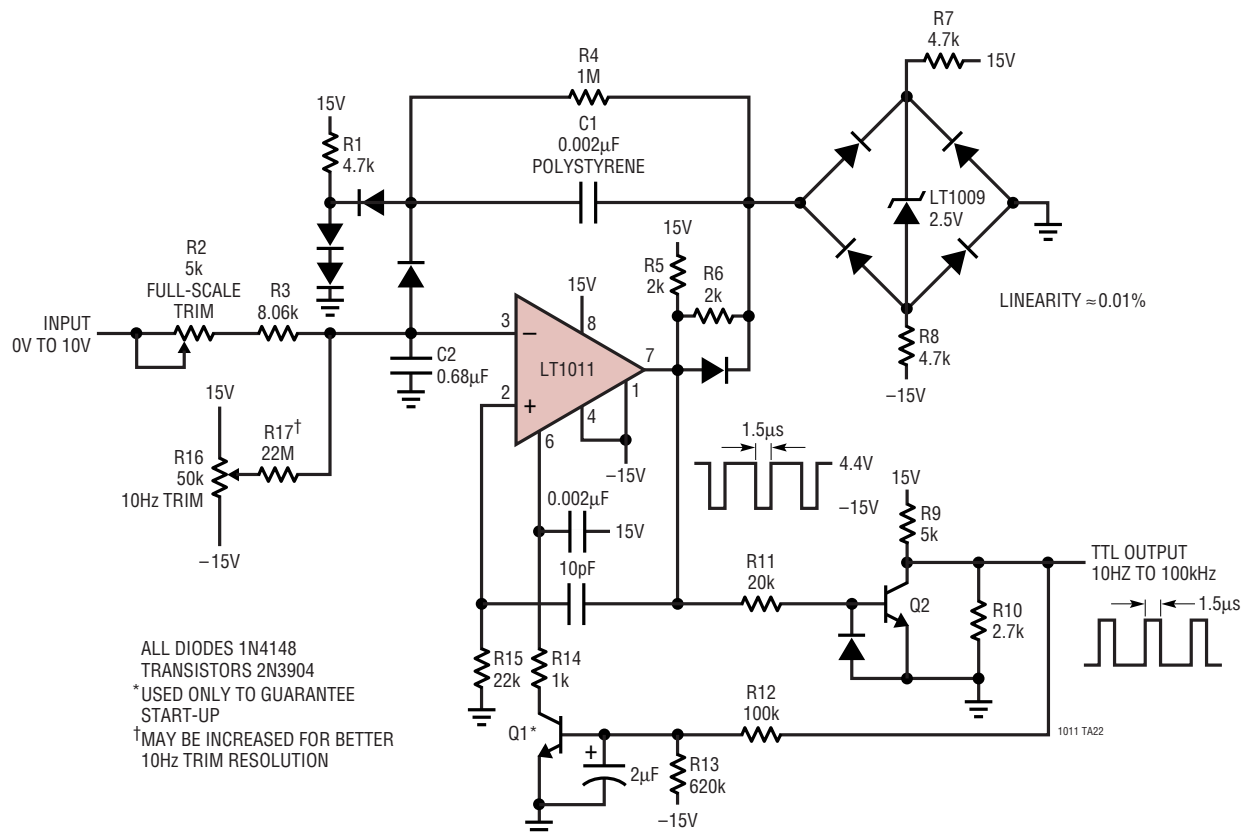 R7
4.7k
15V
R4
1M
C1
0.002µF
POLYSTYRENE
15V
R1
4.7k
LT1009
2.5V
R2
5k
FULL-SCALE
TRIM
R3
8.06k
15V
R5
2k
R6
2k
15V
LINEARITY ≈0.01%
INPUT
0V TO 10V
3
–
8
C2
0.68µF
LT1011
7
R8
4.7k
–15V
2
+
1
4
6
15V
R17†
22M
R16
50k
10Hz TRIM
–15V
–15V
1.5µs
4.4V
–15V
15V
R9
5k
0.002µF
15V
10pF
TTL OUTPUT
10HZ TO 100kHz
R11
20k
Q2
R10
2.7k
1.5µs
ALL DIODES 1N4148
TRANSISTORS 2N3904
*USED ONLY TO GUARANTEE
START-UP
†MAY BE INCREASED FOR BETTER
10Hz TRIM RESOLUTION
R15
22k
R14
1k
R12
100k
Q1*
+
2µF
R13
620k
–15V
1011 TA22